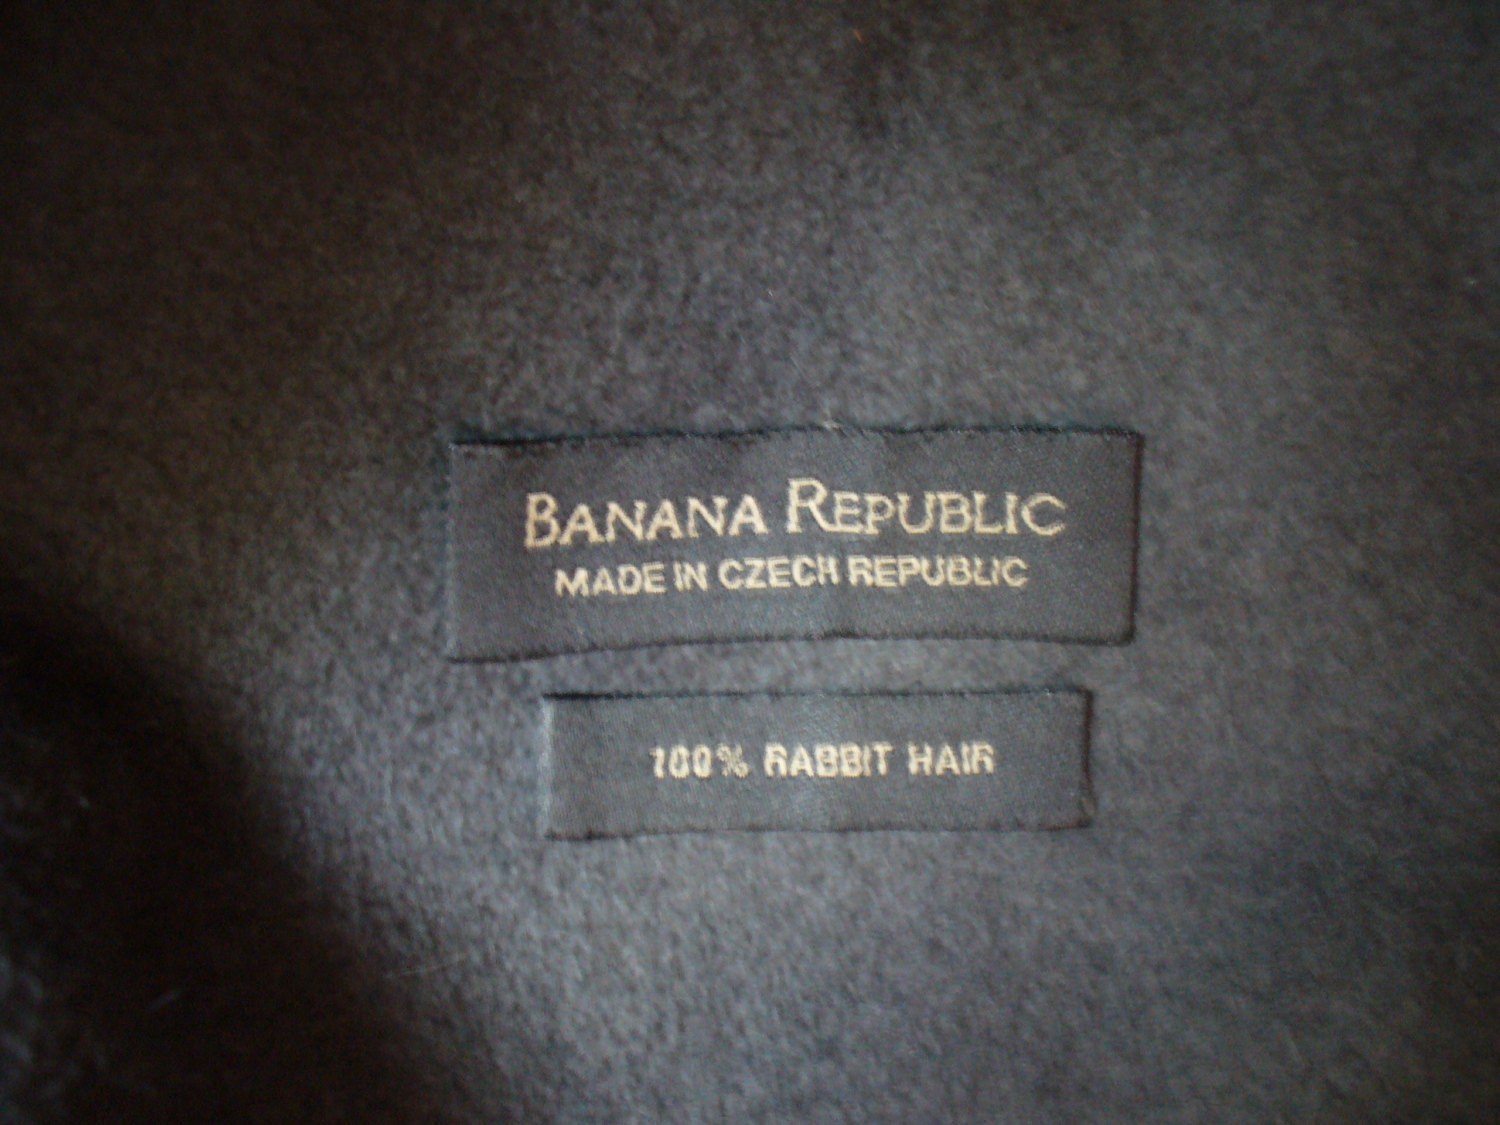 BANANA REPUBLIC
MADE IN CZECH REPUBLIC
100% RABBIT HAIR